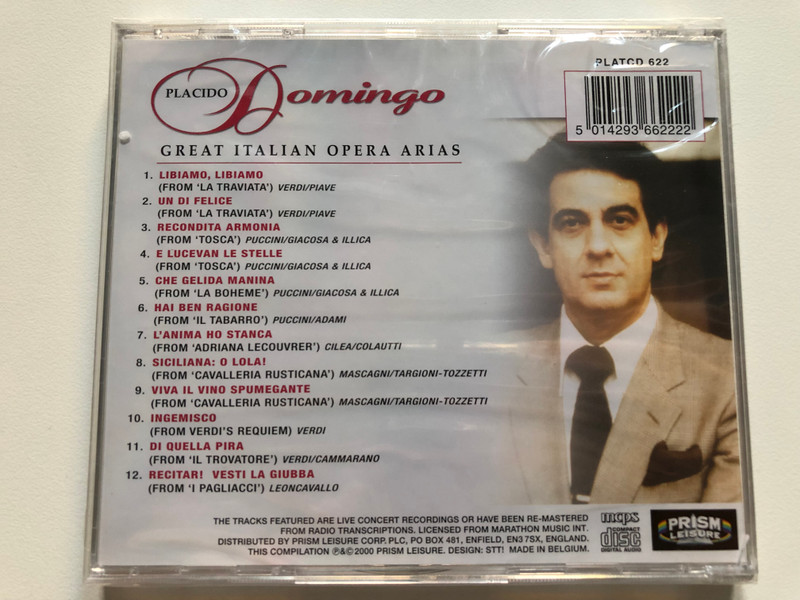 PLATCD 622
PLACIDO Domingo
5 014293 662222
GREAT ITALIAN OPERA ARIAS
1. LIBIAMO, LIBIAMO
(FROM 'LA TRAVIATA') VERDI/PIAVE
2. UN DI FELICE
(FROM 'LA TRAVIATA') VERDI/PIAVE
3. RECONDITA ARMONIA
(FROM 'TOSCA') PUCCINI/GIACOSA & ILLICA
4. E LUCEVAN LE STELLE
(FROM 'TOSCA') PUCCINI/GIACOSA & ILLICA
5. CHE GELIDA MANINA
(FROM 'LA BOHEME') PUCCINI/GIACOSA & ILLICA
6. HAI BEN RAGIONE
(FROM 'IL TABARRO') PUCCINI/ADAMI
7. L'ANIMA HO STANCA
(FROM 'ADRIANA LECOUVRER') CILEA/COLAUTTI
8. SICILIANA: O LOLA!
(FROM 'CAVALLERIA RUSTICANA') MASCAGNI/TARGIONI-TOZZETTI
9. VIVA IL VINO SPUMEGANTE
(FROM 'CAVALLERIA RUSTICANA') MASCAGNI/TARGIONI-TOZZETTI
10. INGEMISCO
(FROM VERDI'S REQUIEM) VERDI
11. DI QUELLA PIRA
(FROM 'IL TROVATORE') VERDI/CAMMARANO
12. RECITAR! VESTI LA GIUBBA
(FROM 'I PAGLIACCI') LEONCAVALLO
THE TRACKS FEATURED ARE LIVE CONCERT RECORDINGS OR HAVE BEEN RE-MASTERED
FROM RADIO TRANSCRIPTIONS. LICENSED FROM MARATHON MUSIC INT.
DISTRIBUTED BY PRISM LEISURE CORP. PLC, PO BOX 481, ENFIELD, EN3 7SX, ENGLAND.
THIS COMPILATION ℗&©2000 PRISM LEISURE. DESIGN: STT! MADE IN BELGIUM.
mcps
COMPACT
disc
DIGITAL AUDIO
PRISM
LEISURE